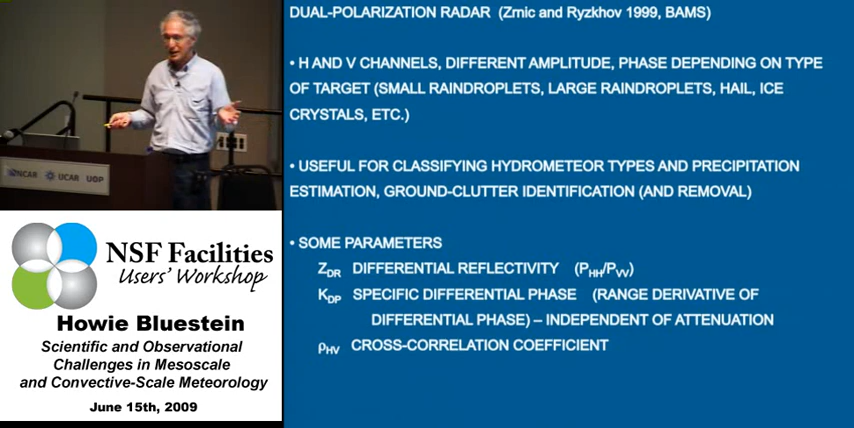 DUAL-POLARIZATION RADAR (Zrnic and Ryzkhov 1999, BAMS)
• H AND V CHANNELS, DIFFERENT AMPLITUDE, PHASE DEPENDING ON TYPE
OF TARGET (SMALL RAINDROPLETS, LARGE RAINDROPLETS, HAIL, ICE
CRYSTALS, ETC.)
• USEFUL FOR CLASSIFYING HYDROMETEOR TYPES AND PRECIPITATION
ESTIMATION, GROUND-CLUTTER IDENTIFICATION (AND REMOVAL)
• SOME PARAMETERS
ZDR DIFFERENTIAL REFLECTIVITY (PHH/PVV)
KDP SPECIFIC DIFFERENTIAL PHASE (RANGE DERIVATIVE OF
DIFFERENTIAL PHASE) – INDEPENDENT OF ATTENUATION
ρHV CROSS-CORRELATION COEFFICIENT
NCAR UCAR UOP
NSF Facilities
Users' Workshop
Howie Bluestein
Scientific and Observational
Challenges in Mesoscale
and Convective-Scale Meteorology
June 15th, 2009